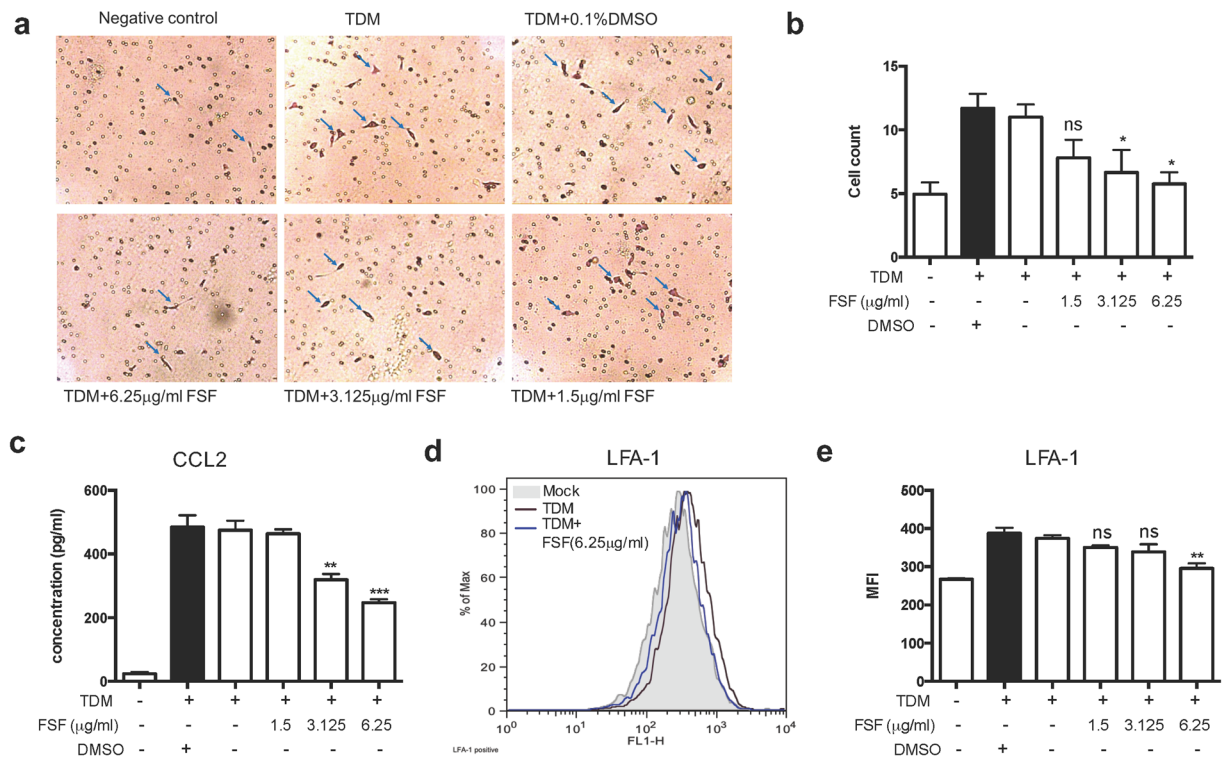 a
Negative control
TDM
TDM+0.1%DMSO
TDM+6.25μg/ml FSF
TDM+3.125μg/ml FSF
TDM+1.5μg/ml FSF
b
15
10
5
0
Cell count
ns
*
*
TDM - + + + + +
FSF (μg/ml) - - - 1.5 3.125 6.25
DMSO - + - - - -
c
CCL2
600
400
200
0
concentration (pg/ml)
**
***
TDM - + + + + +
FSF (μg/ml) - - - 1.5 3.125 6.25
DMSO - + - - - -
d
LFA-1
Mock
TDM
TDM+
FSF(6.25μg/ml)
100
80
60
40
20
0
% of Max
10⁰ 10¹ 10² 10³ 10⁴
FL1-H
LFA-1 positive
e
LFA-1
500
400
300
200
100
0
MFI
ns
ns
**
TDM - + + + + +
FSF (μg/ml) - - - 1.5 3.125 6.25
DMSO - + - - - -